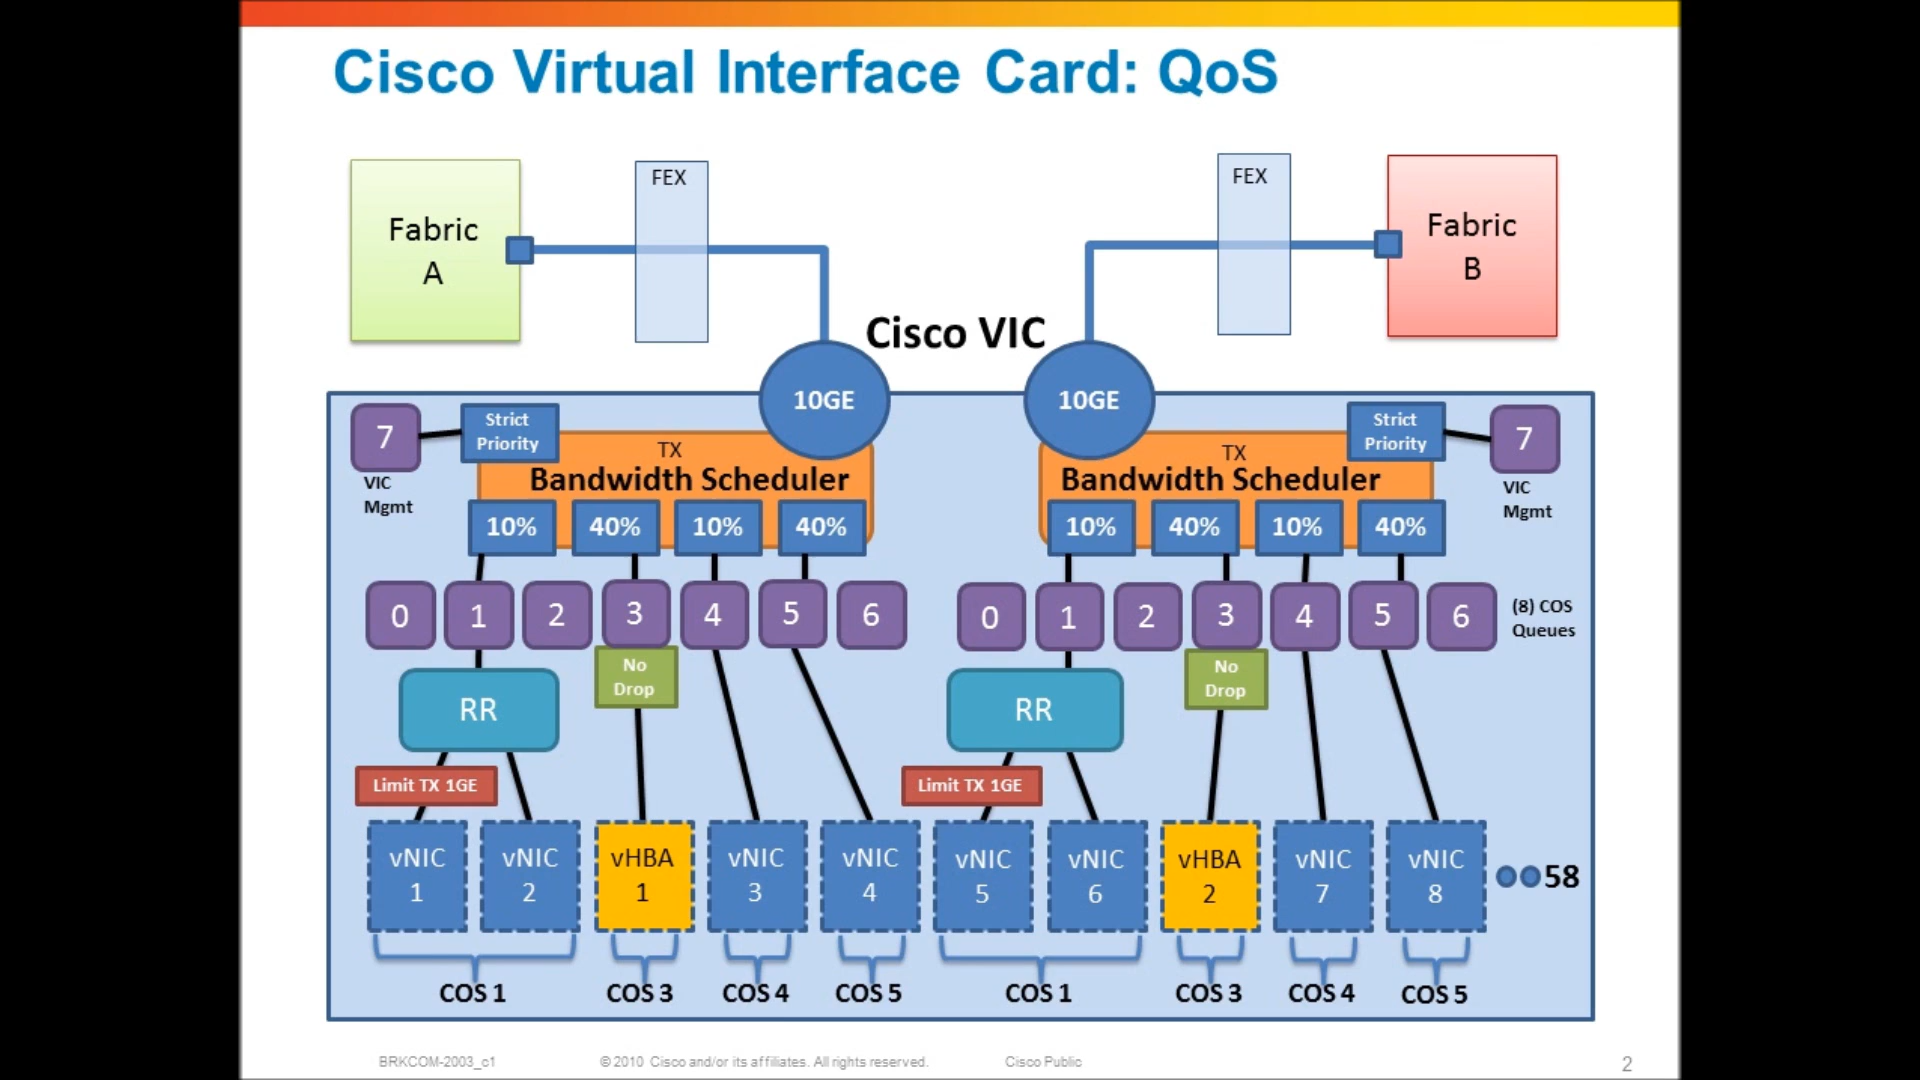 Cisco Virtual Interface Card: QoS
Fabric
A
FEX
FEX
Fabric
B
Cisco VIC
10GE
10GE
7
Strict
Priority
VIC
Mgmt
TX
Bandwidth Scheduler
TX
Bandwidth Scheduler
Strict
Priority
7
VIC
Mgmt
10% 40% 10% 40%
10% 40% 10% 40%
0 1 2 3 4 5 6
0 1 2 3 4 5 6
(8) COS
Queues
RR
No
Drop
RR
No
Drop
Limit TX 1GE
Limit TX 1GE
vNIC
1
vNIC
2
vHBA
1
vNIC
3
vNIC
4
vNIC
5
vNIC
6
vHBA
2
vNIC
7
vNIC
8
58
COS 1
COS 3
COS 4
COS 5
COS 1
COS 3
COS 4
COS 5
BRKCOM-2003_c1
© 2010 Cisco and/or its affiliates. All rights reserved.
Cisco Public
2